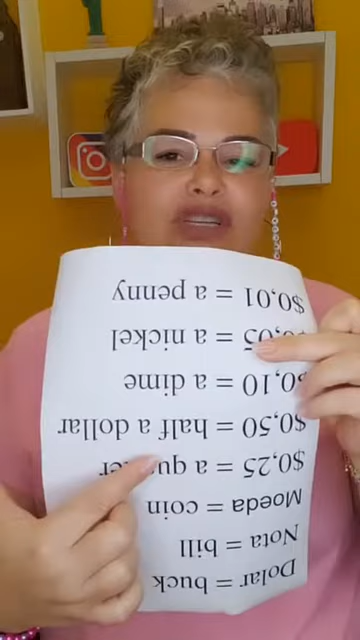 Dolar = buck
Nota = bill
Moeda = coin
$0,25 = a
$0,50 = half a dollar
$0,10 = a dime
$0,05 = a nickel
$0,01 = a penny